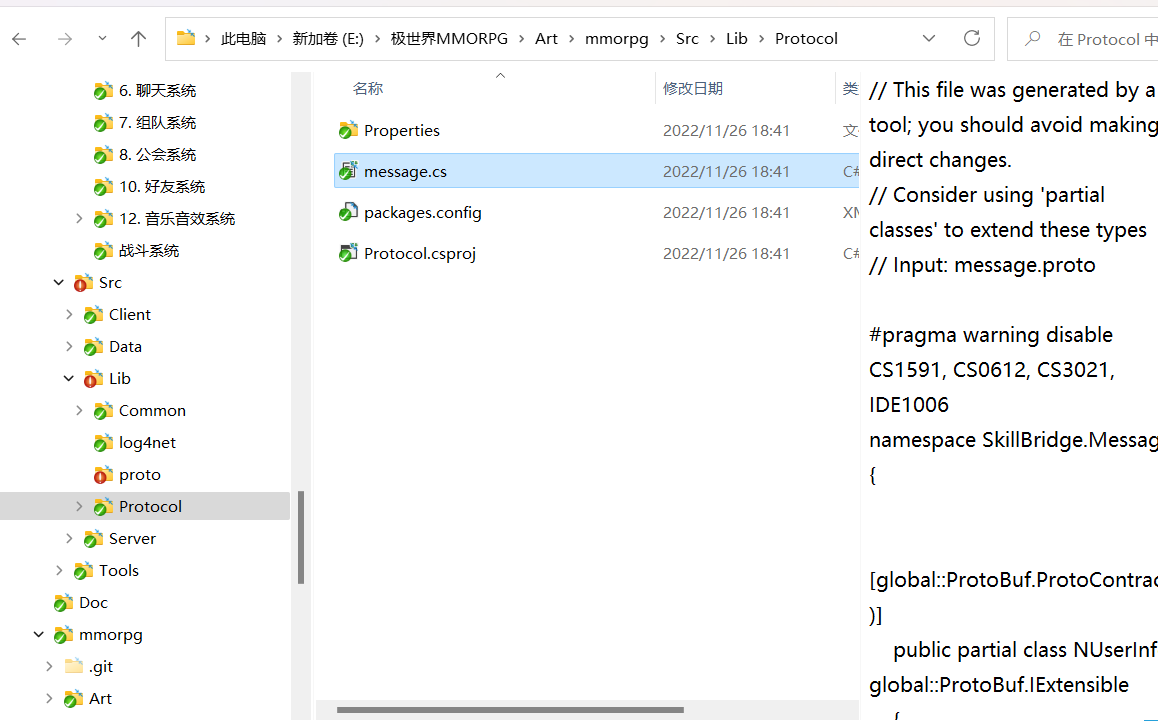 此电脑 > 新加卷 (E:) > 极世界MMORPG > Art > mmorpg > Src > Lib > Protocol
在 Protocol 中
6. 聊天系统
7. 组队系统
8. 公会系统
10. 好友系统
12. 音乐音效系统
战斗系统
Src
Client
Data
Lib
Common
log4net
proto
Protocol
Server
Tools
Doc
mmorpg
.git
Art
名称 修改日期 类
Properties 2022/11/26 18:41 文
message.cs 2022/11/26 18:41 C#
packages.config 2022/11/26 18:41 XM
Protocol.csproj 2022/11/26 18:41 C#
// This file was generated by a
tool; you should avoid making
direct changes.
// Consider using 'partial
classes' to extend these types
// Input: message.proto
#pragma warning disable
CS1591, CS0612, CS3021,
IDE1006
namespace SkillBridge.Messag
{
[global::ProtoBuf.ProtoContrac
)]
public partial class NUserInf
global::ProtoBuf.IExtensible
{